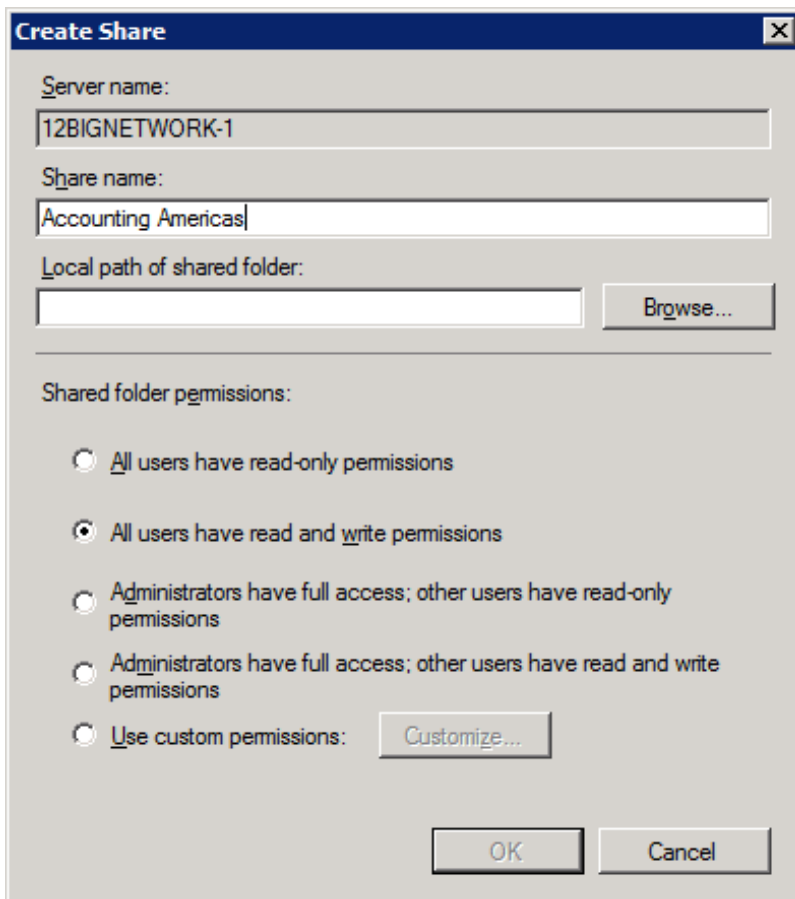 Create Share
Server name:
12BIGNETWORK-1
Share name:
Accounting Americas
Local path of shared folder:
Browse...
Shared folder permissions:
All users have read-only permissions
All users have read and write permissions
Administrators have full access; other users have read-only
permissions
Administrators have full access; other users have read and write
permissions
Use custom permissions:
Customize...
OK
Cancel